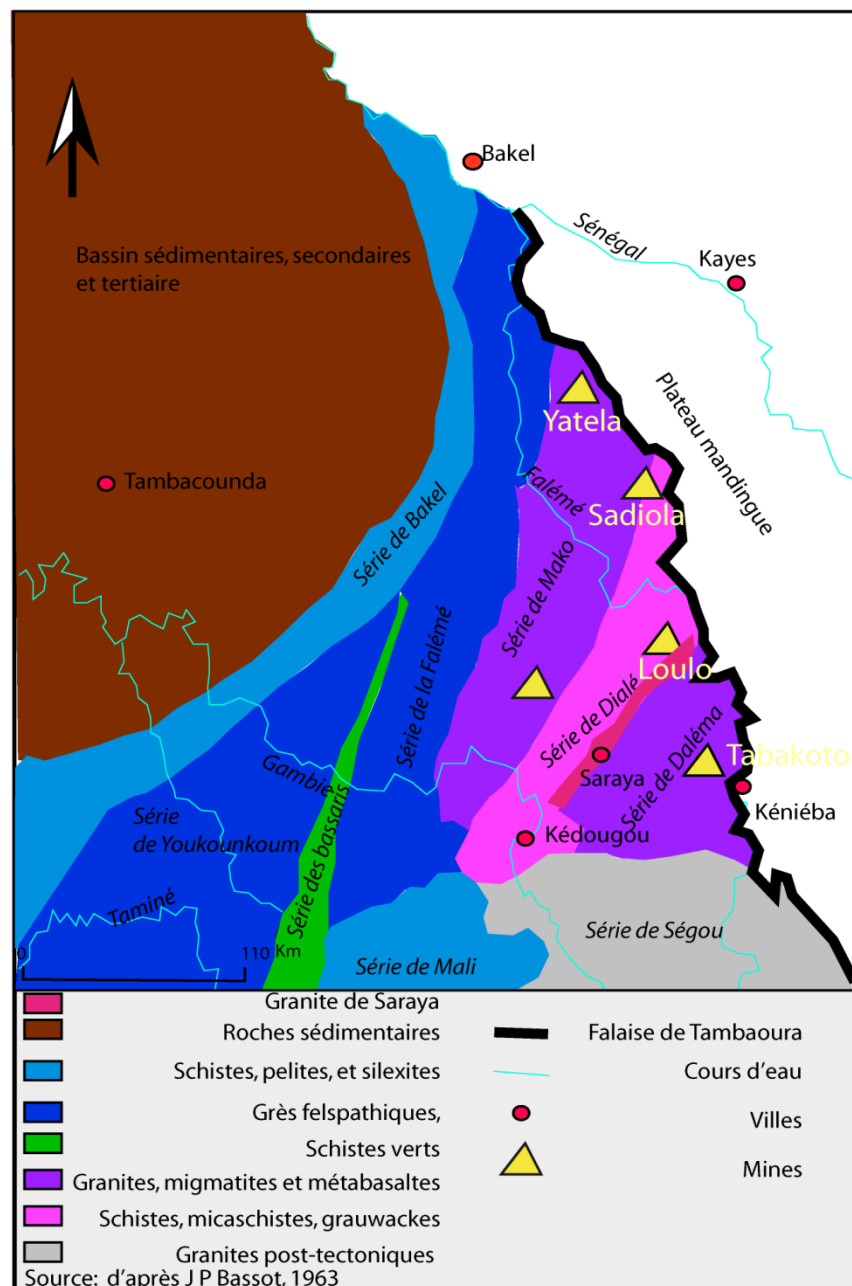 Bakel
Sénégal
Kayes
Bassin sédimentaires, secondaires
et tertiaire
Plateau mandingue
Yatela
Tambacounda
Falémé
Sadiola
Série de Bakel
Série de Mako
Série de la Falémé
Loulo
Série de Dialé
Tabakoto
Saraya
Série de Daléma
Gambie
Kéniéba
Série
de Youkounkoum
Kédougou
Série des bassaris
Taminé
Série de Ségou
0
110 Km
Série de Mali
Granite de Saraya
Roches sédimentaires
Schistes, pelites, et silexites
Grès felspathiques,
Schistes verts
Granites, migmatites et métabasaltes
Schistes, micaschistes, grauwackes
Granites post-tectoniques
Falaise de Tambaoura
Cours d'eau
Villes
Mines
Source: d'après J P Bassot, 1963